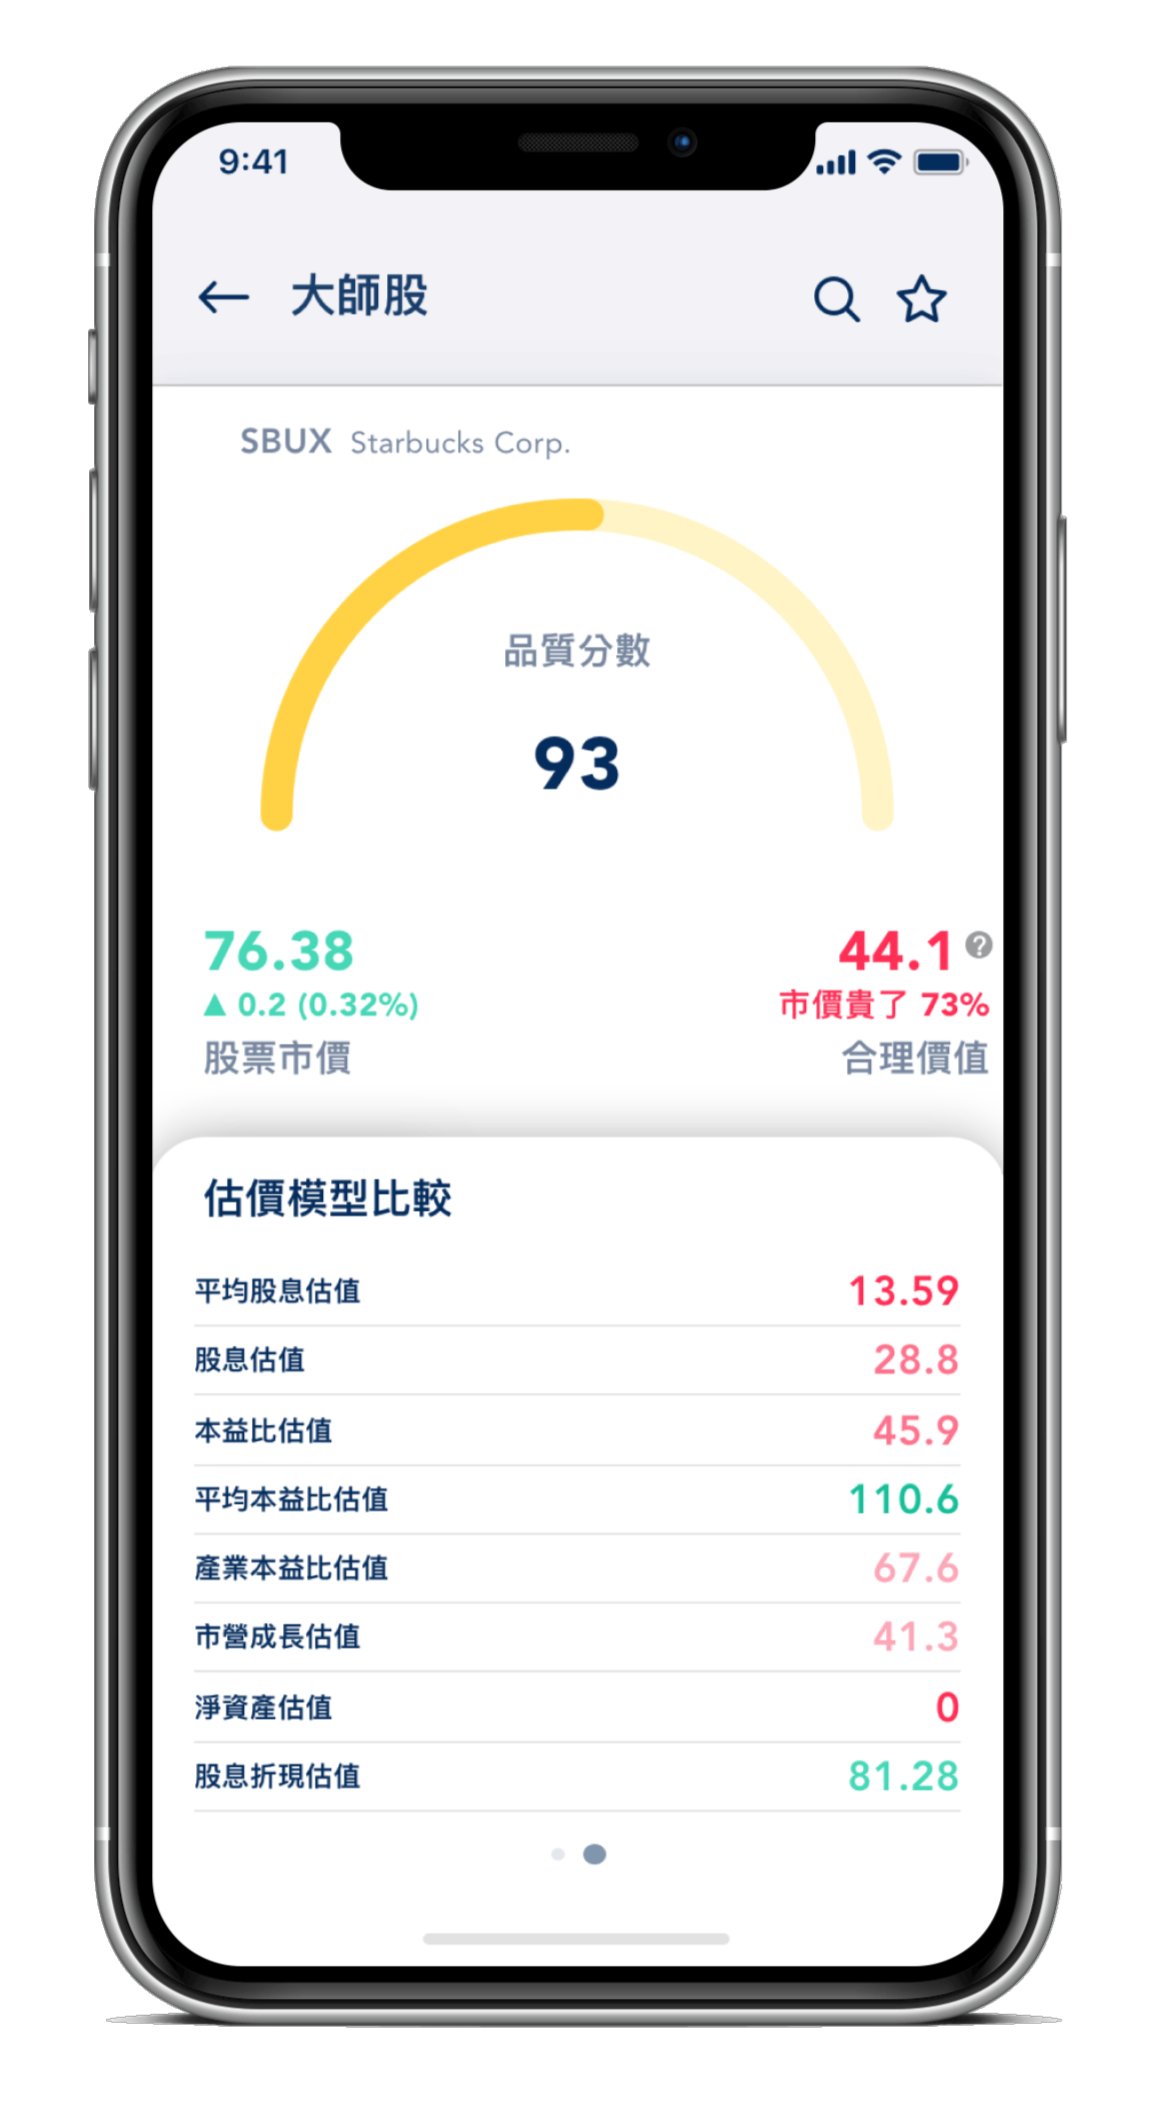 9:41
大師股
SBUX Starbucks Corp.
品質分數
93
76.38
▲ 0.2 (0.32%)
股票市價
44.1 ?
市價貴了 73%
合理價值
估價模型比較
平均股息估值 13.59
股息估值 28.8
本益比估值 45.9
平均本益比估值 110.6
產業本益比估值 67.6
市營成長估值 41.3
淨資產估值 0
股息折現估值 81.28